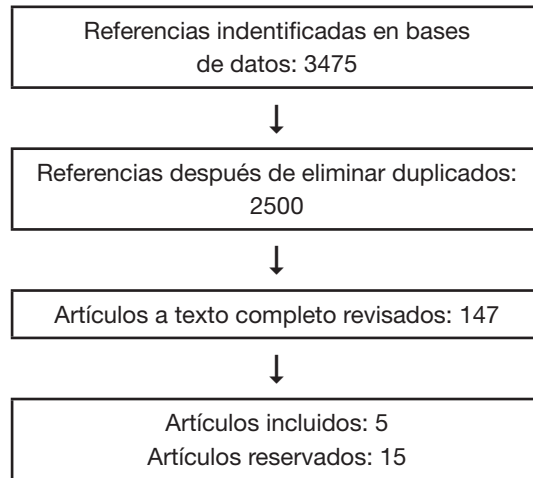 Referencias indentificadas en bases
de datos: 3475
Referencias después de eliminar duplicados:
2500
Artículos a texto completo revisados: 147
Artículos incluidos: 5
Artículos reservados: 15